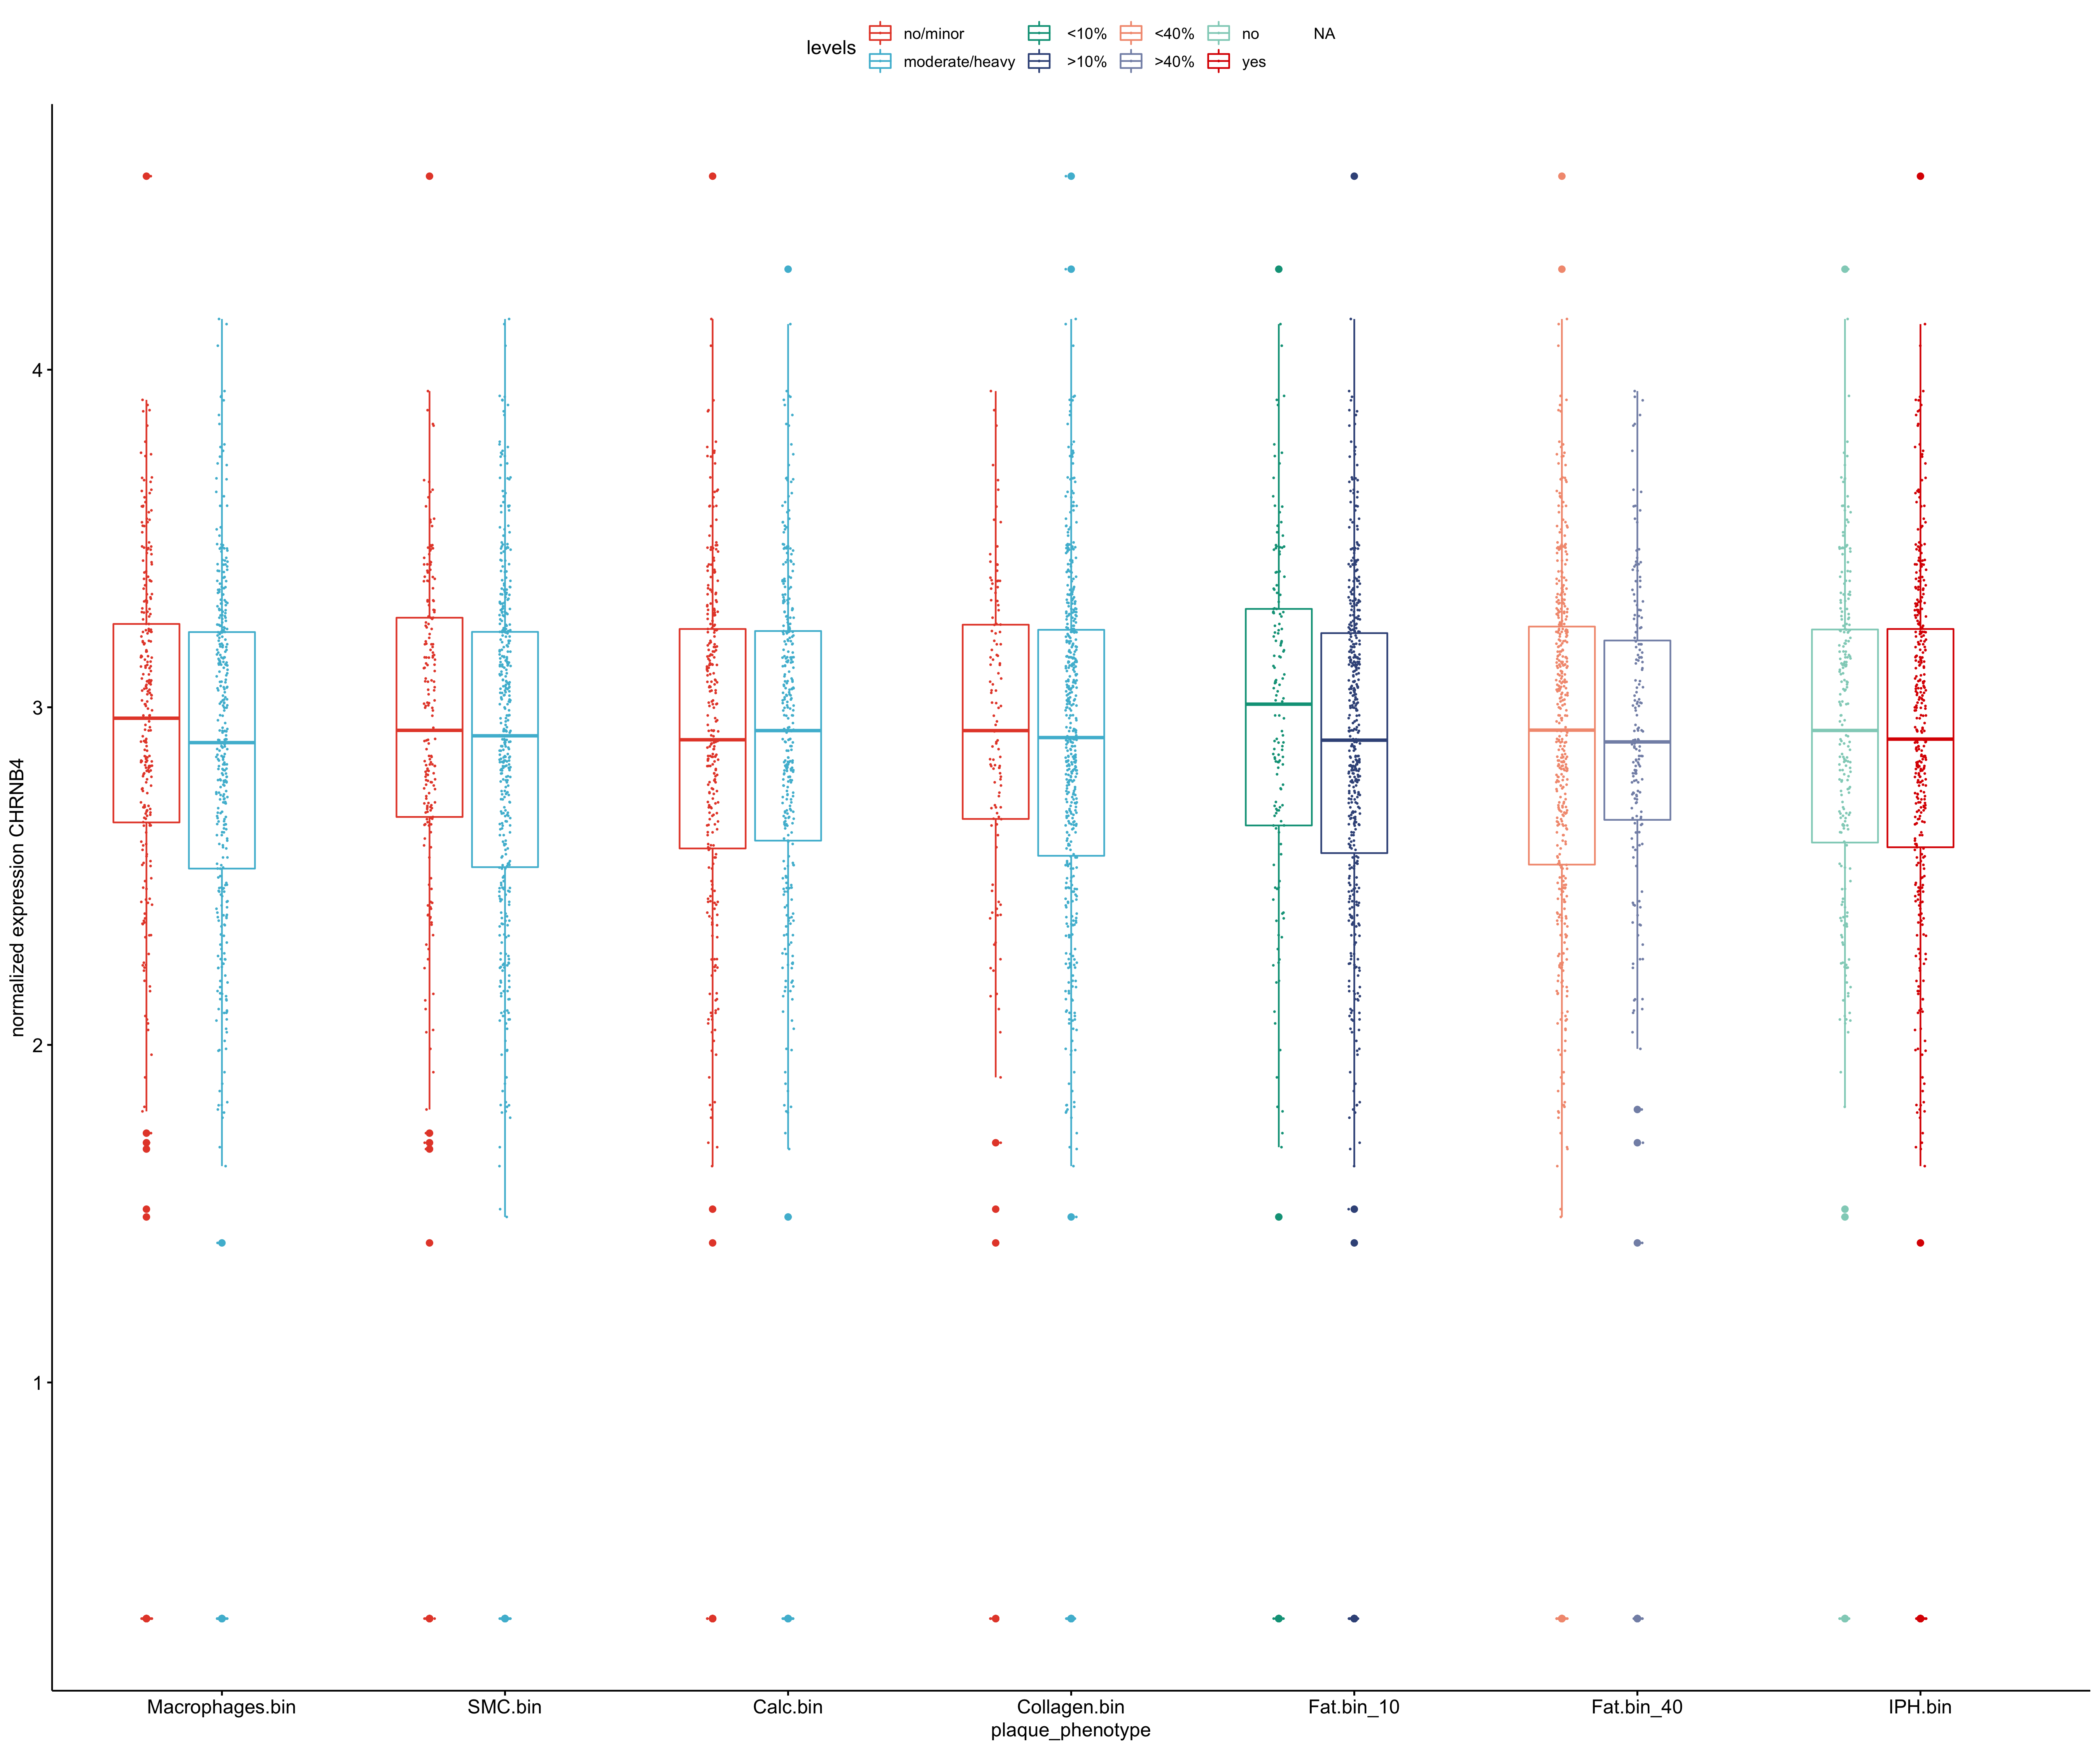 levels no/minor <10% <40% no NA
moderate/heavy >10% >40% yes
normalized expression CHRNB4
4
3
2
1
Macrophages.bin SMC.bin Calc.bin Collagen.bin Fat.bin_10 Fat.bin_40 IPH.bin
plaque_phenotype